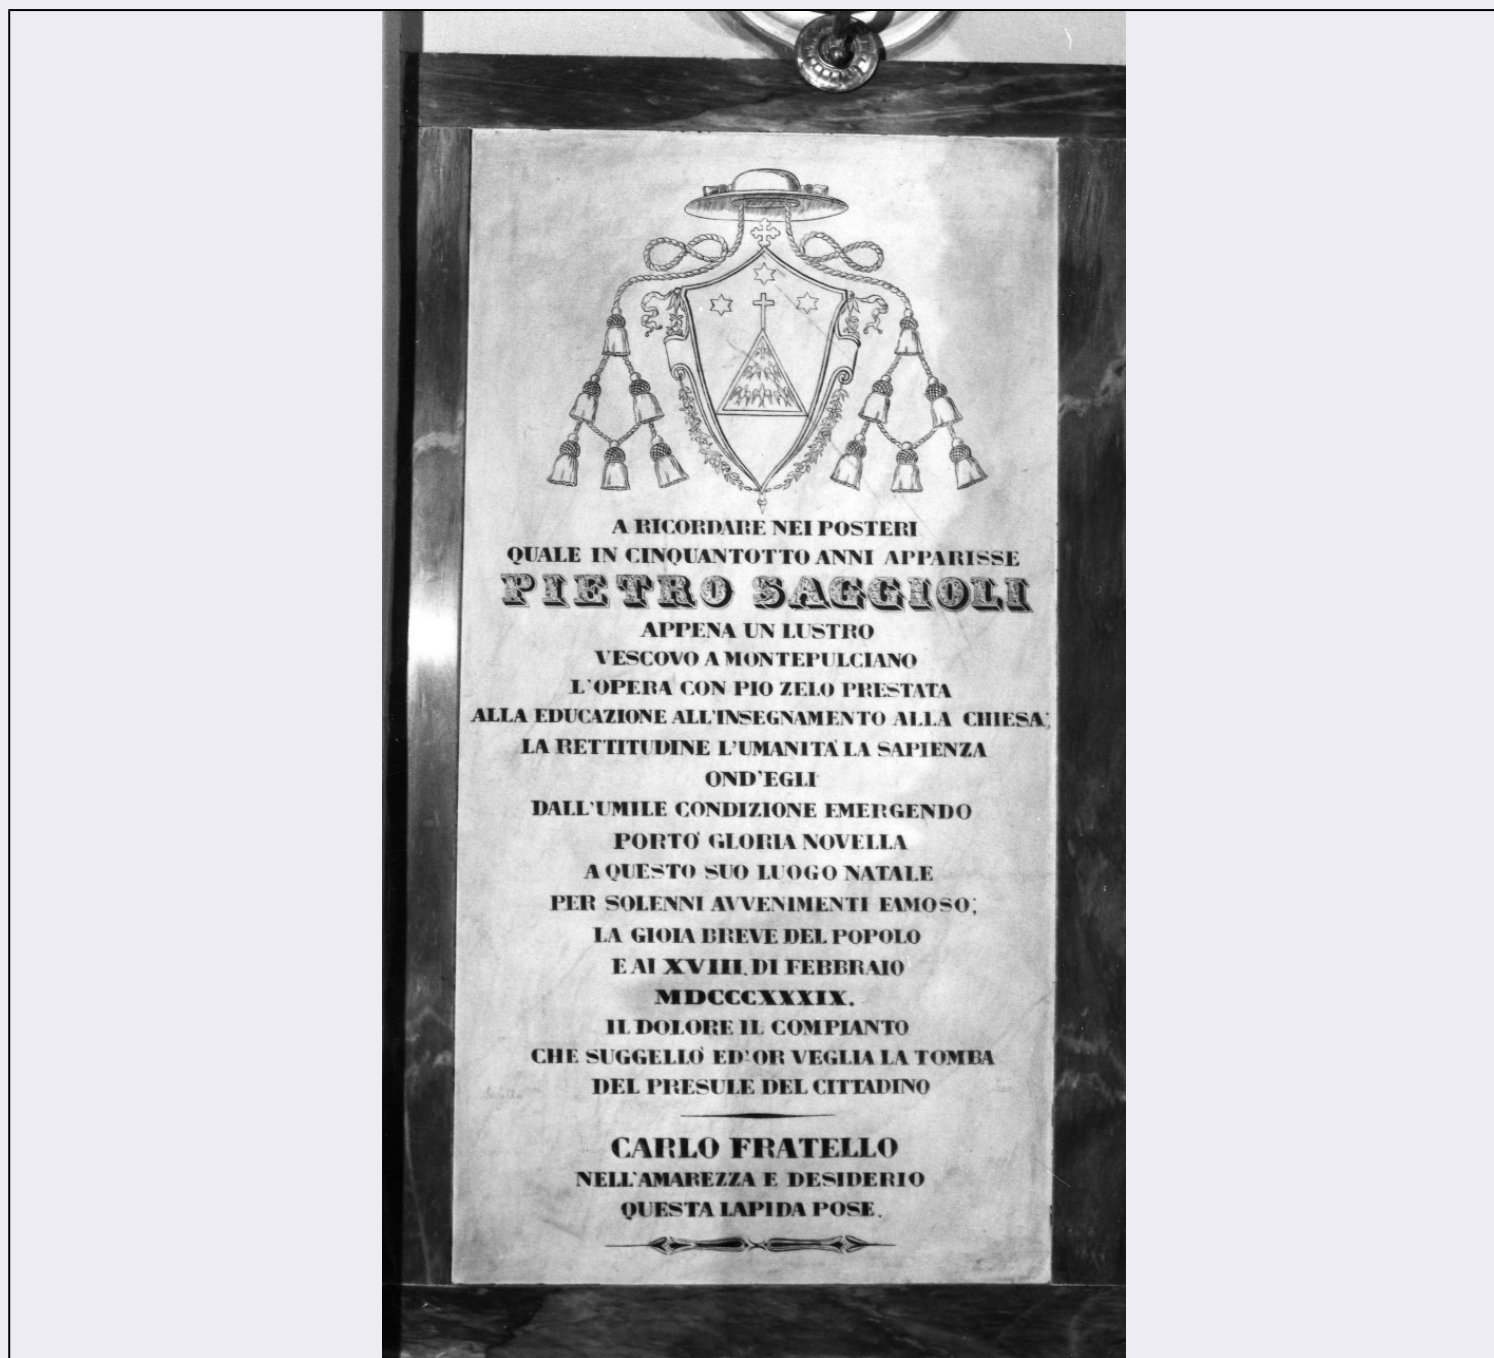 A RICORDARE NEI POSTERI
QUALE IN CINQUANTOTTO ANNI APPARISSE
PIETRO SAGGIOLI
APPENA UN LUSTRO
VESCOVO A MONTEPULCIANO
L'OPERA CON PIO ZELO PRESTATA
ALLA EDUCAZIONE ALL'INSEGNAMENTO ALLA CHIESA;
LA RETTITUDINE L'UMANITA' LA SAPIENZA
OND'EGLI
DALL'UMILE CONDIZIONE EMERGENDO
PORTO' GLORIA NOVELLA
A QUESTO SUO LUOGO NATALE
PER SOLENNI AVVENIMENTI FAMOSO;
LA GIOIA BREVE DEL POPOLO
E AI XVIII. DI FEBBRAIO
MDCCCXXXIX.
IL DOLORE IL COMPIANTO
CHE SUGGELLO' ED' OR VEGLIA LA TOMBA
DEL PRESULE DEL CITTADINO
CARLO FRATELLO
NELL'AMAREZZA E DESIDERIO
QUESTA LAPIDA POSE.